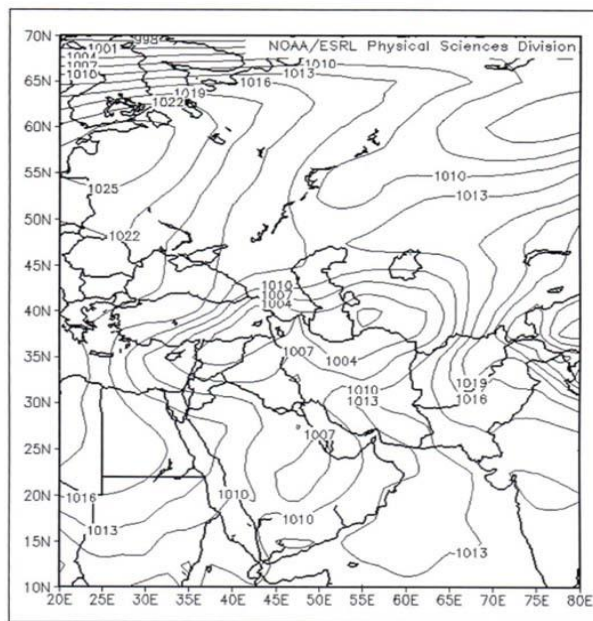 70N 998 NOAA/ESRL Physical Sciences Division
1001
1004 1010
1007 1013
65N 1010 1016
1019
1022
60N
55N 1010
1025 1013
50N
1022
45N
1010
1007
40N 1004
35N 1007 1004
1019
30N 1010 1016
1013
25N 1007
20N 1016 1010
1010
15N 1013
1013
10N
20E 25E 30E 35E 40E 45E 50E 55E 60E 65E 70E 75E 80E